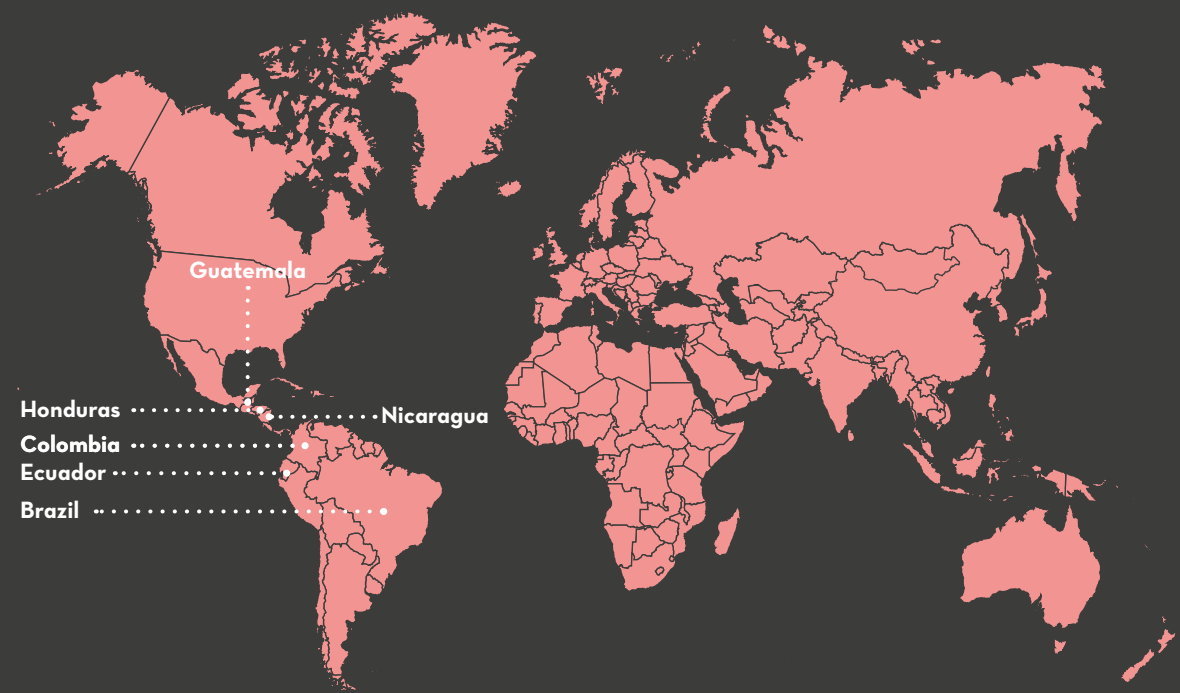 Guatemala
Honduras
Nicaragua
Colombia
Ecuador
Brazil